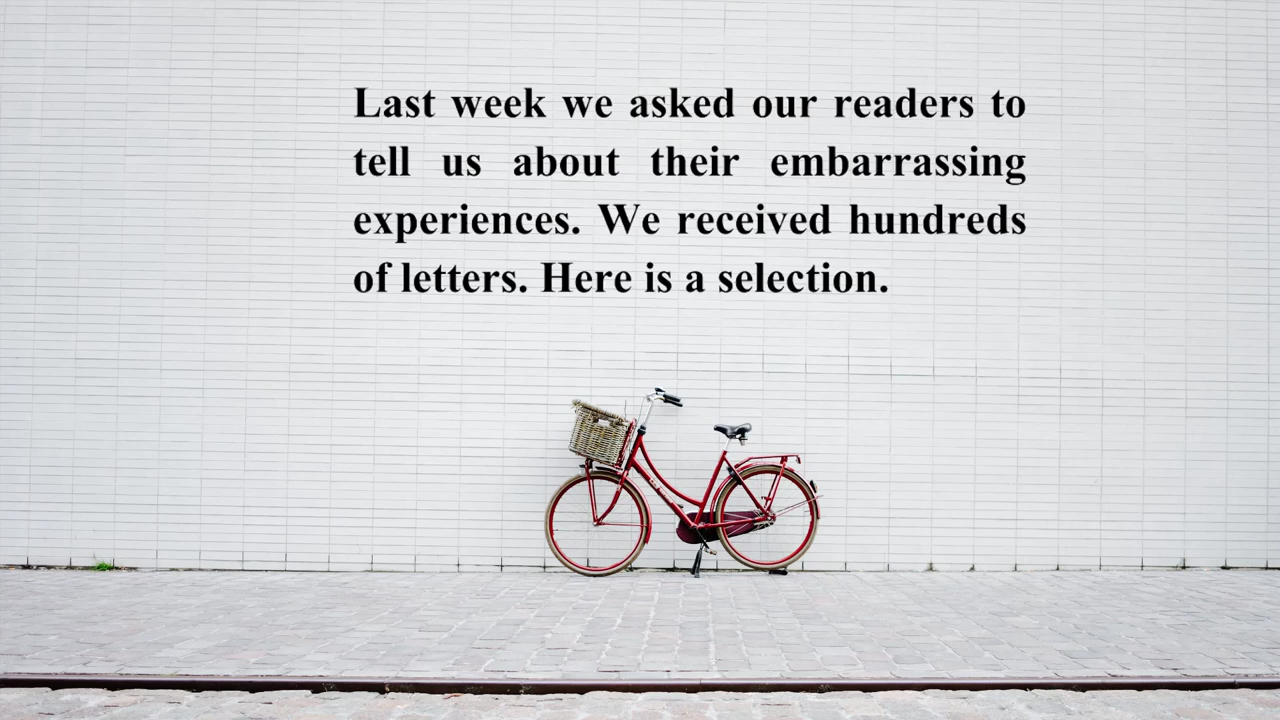 Last week we asked our readers to
tell us about their embarrassing
experiences. We received hundreds
of letters. Here is a selection.